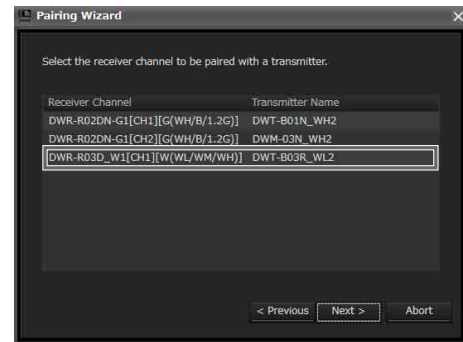 Pairing Wizard
Select the receiver channel to be paired with a transmitter.
Receiver Channel Transmitter Name
DWR-R02DN-G1[CH1][G(WH/B/1.2G)] DWT-B01N_WH2
DWR-R02DN-G1[CH2][G(WH/B/1.2G)] DWM-03N_WH2
DWR-R03D_W1[CH1][W(WL/WM/WH)] DWT-B03R_WL2
< Previous Next > Abort